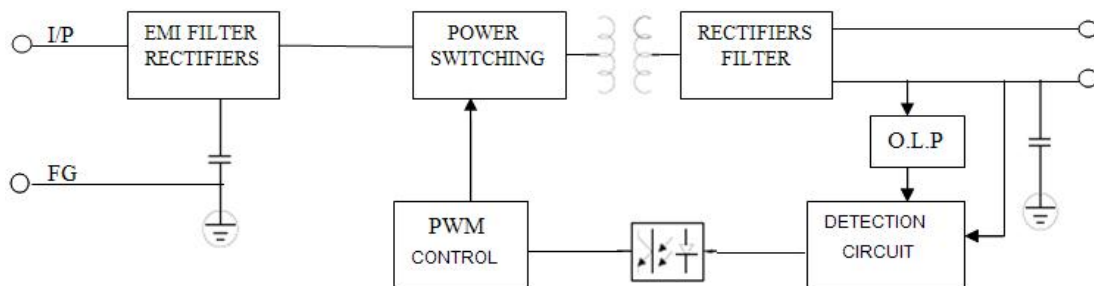 I/P
EMI FILTER
RECTIFIERS
POWER
SWITCHING
RECTIFIERS
FILTER
O.L.P
FG
PWM
CONTROL
DETECTION
CIRCUIT